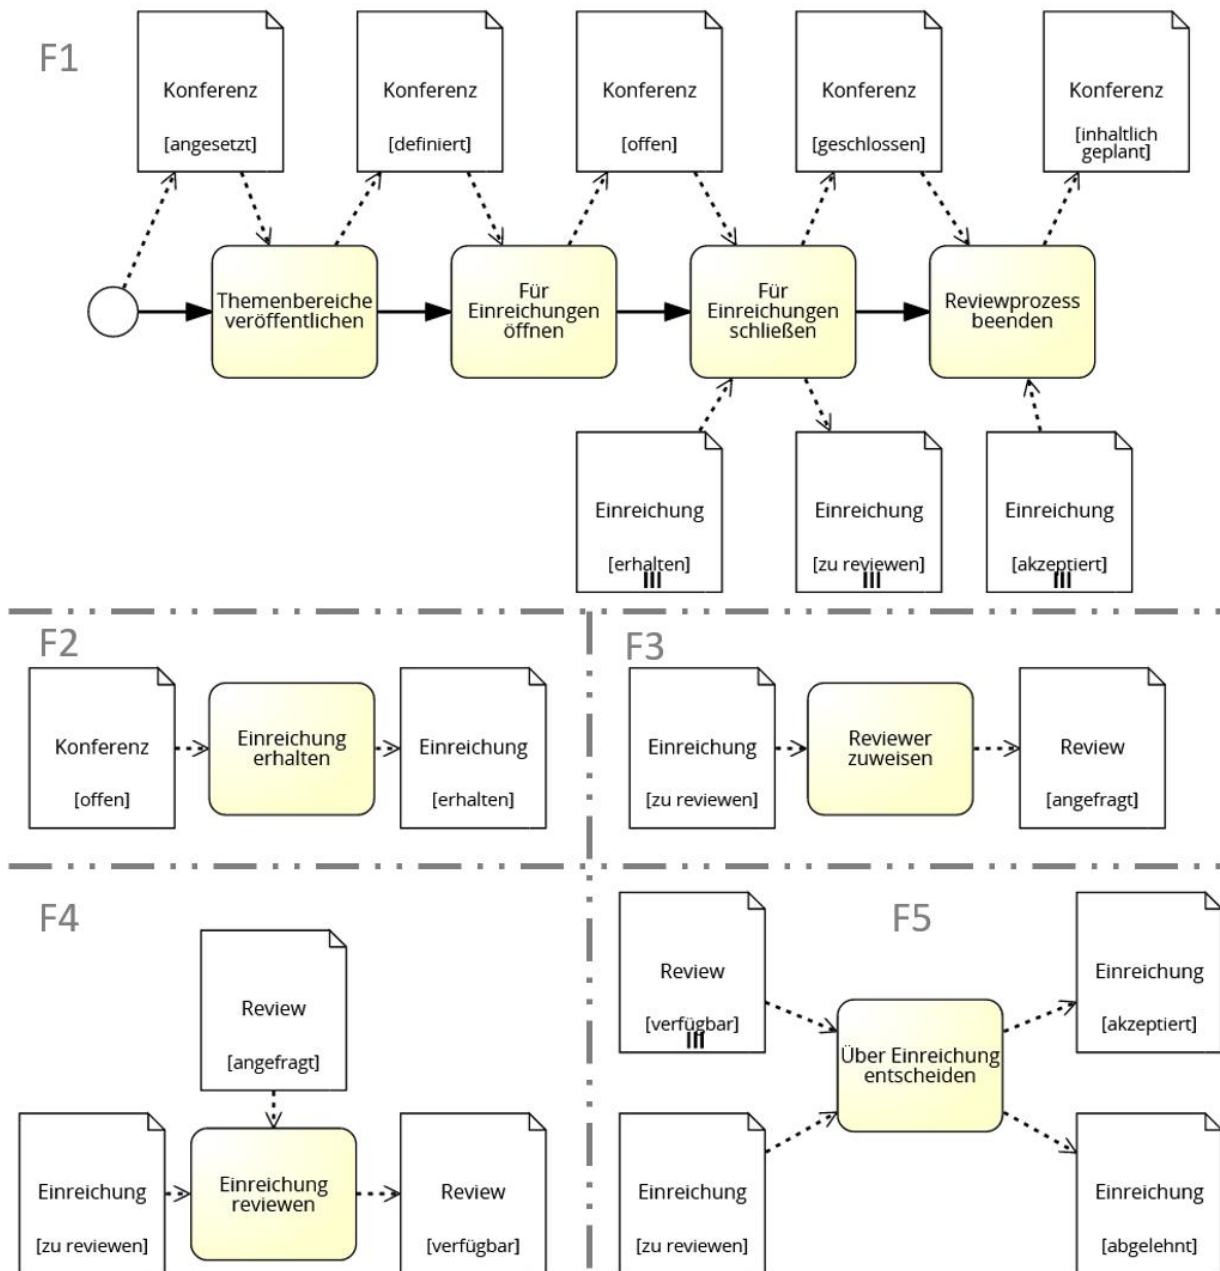 F1
Konferenz
[angesetzt]
Konferenz
[definiert]
Konferenz
[offen]
Konferenz
[geschlossen]
Konferenz
[inhaltlich
geplant]
Themenbereiche
veröffentlichen
Für
Einreichungen
öffnen
Für
Einreichungen
schließen
Reviewprozess
beenden
Einreichung
[erhalten]
Einreichung
[zu reviewen]
Einreichung
[akzeptiert]
F2
Konferenz
[offen]
Einreichung
erhalten
Einreichung
[erhalten]
F3
Einreichung
[zu reviewen]
Reviewer
zuweisen
Review
[angefragt]
F4
Review
[angefragt]
Einreichung
[zu reviewen]
Einreichung
reviewen
Review
[verfügbar]
F5
Review
[verfügbar]
Einreichung
[zu reviewen]
Über Einreichung
entscheiden
Einreichung
[akzeptiert]
Einreichung
[abgelehnt]